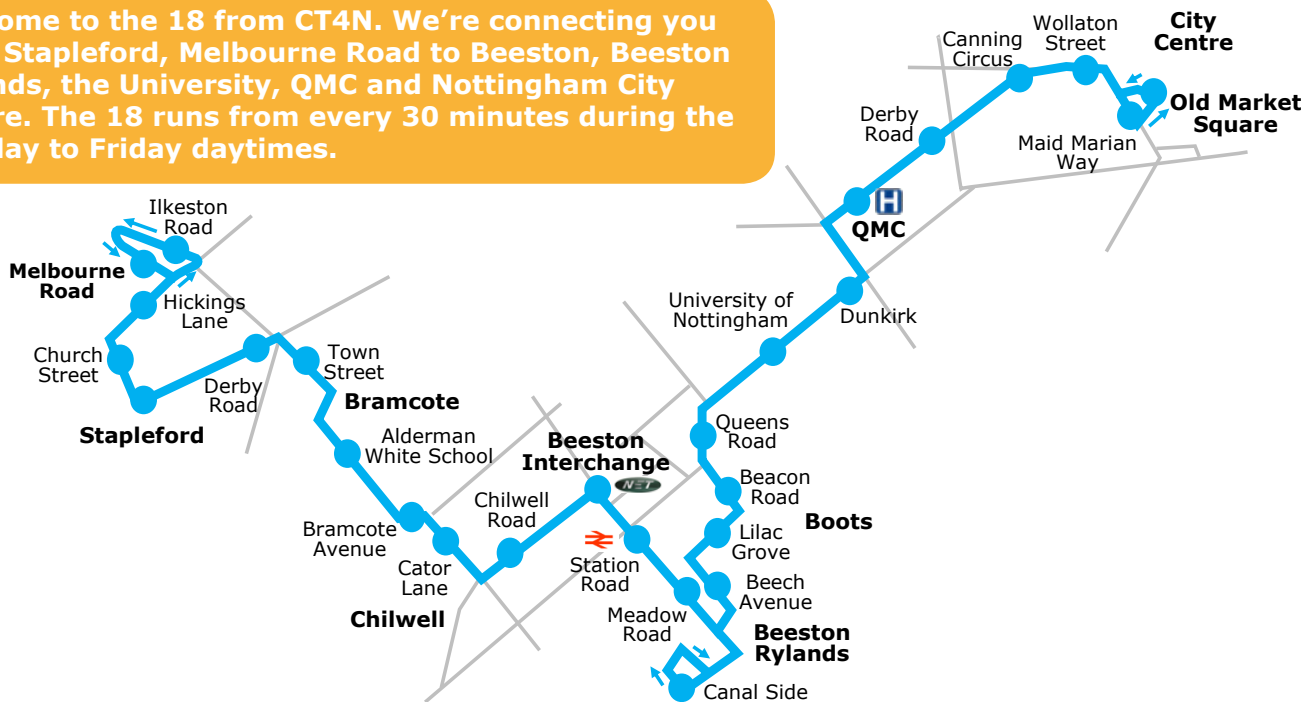 ome to the 18 from CT4N. We’re connecting you
Stapleford, Melbourne Road to Beeston, Beeston
nds, the University, QMC and Nottingham City
re. The 18 runs from every 30 minutes during the
day to Friday daytimes.
Ilkeston
Road
Melbourne
Road
Hickings
Lane
Church
Street
Stapleford
Derby
Road
Town
Street
Bramcote
Alderman
White School
Bramcote
Avenue
Cator
Lane
Chilwell
Chilwell
Road
Beeston
Interchange
NET
Station
Road
Meadow
Road
Canal Side
Beeston
Rylands
Beech
Avenue
Lilac
Grove
Boots
Beacon
Road
Queens
Road
University of
Nottingham
Dunkirk
QMC
H
Derby
Road
Canning
Circus
Wollaston
Street
Maid Marian
Way
City
Centre
Old Market
Square